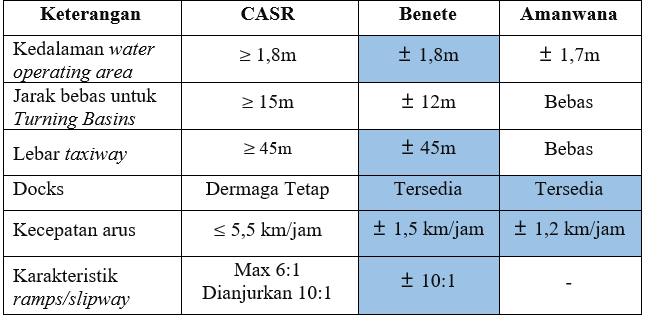 Keterangan CASR Benete Amanwana
Kedalaman water operating area ≥ 1,8m ± 1,8m ± 1,7m
Jarak bebas untuk Turning Basins ≥ 15m ± 12m Bebas
Lebar taxiway ≥ 45m ± 45m Bebas
Docks Dermaga Tetap Tersedia Tersedia
Kecepatan arus ≤ 5,5 km/jam ± 1,5 km/jam ± 1,2 km/jam
Karakteristik ramps/slipway Max 6:1 Dianjurkan 10:1 ± 10:1 -